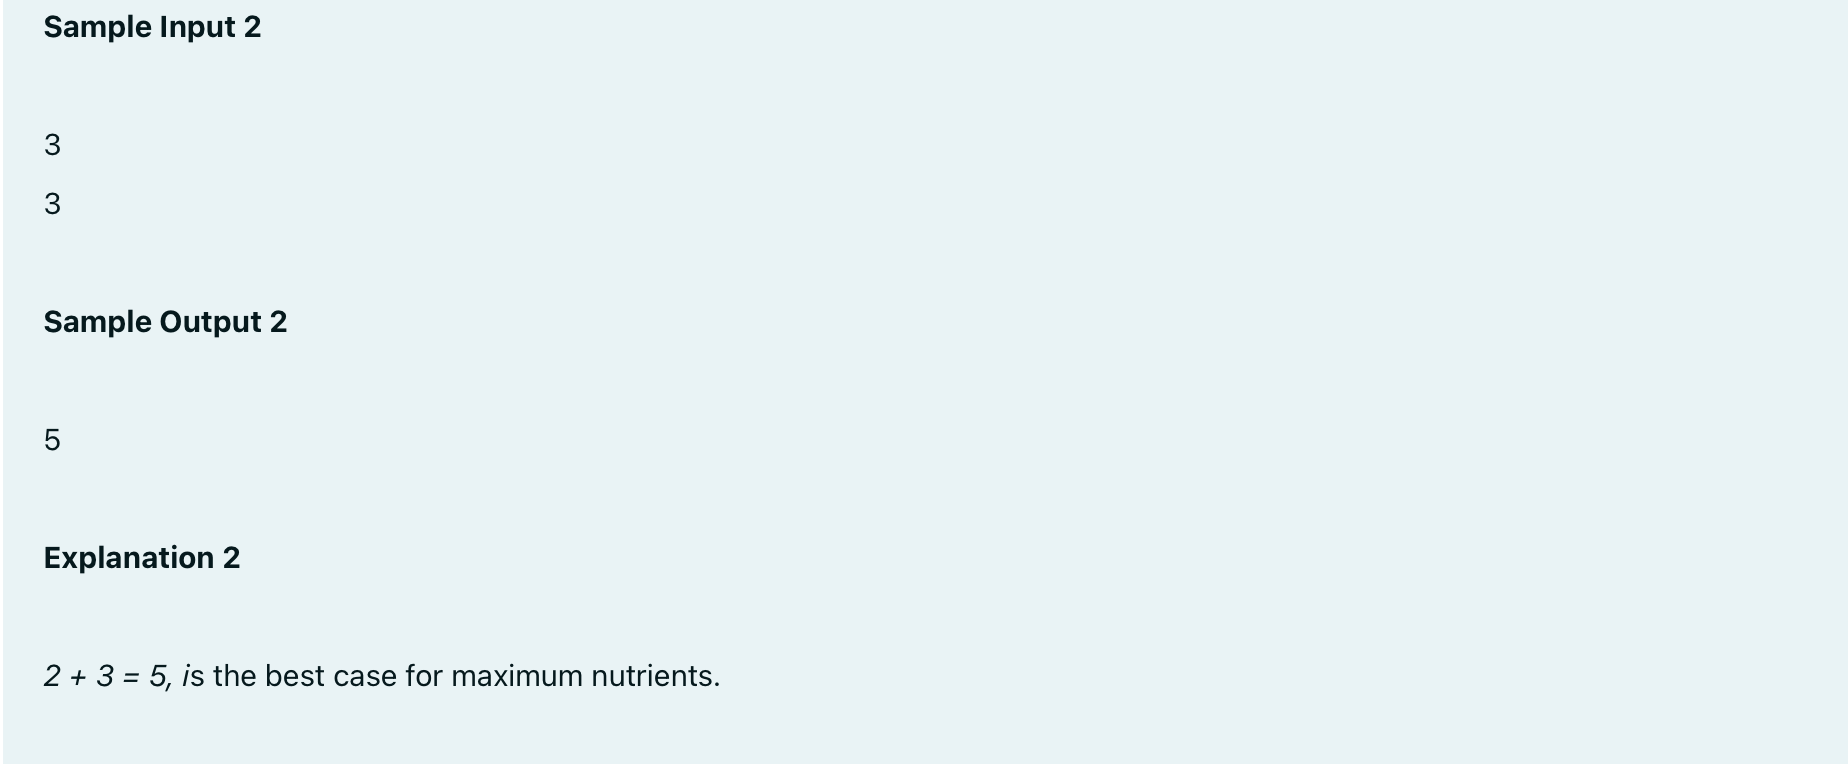 Sample Input 2
3
3
Sample Output 2
5
Explanation 2
2 + 3 = 5, is the best case for maximum nutrients.